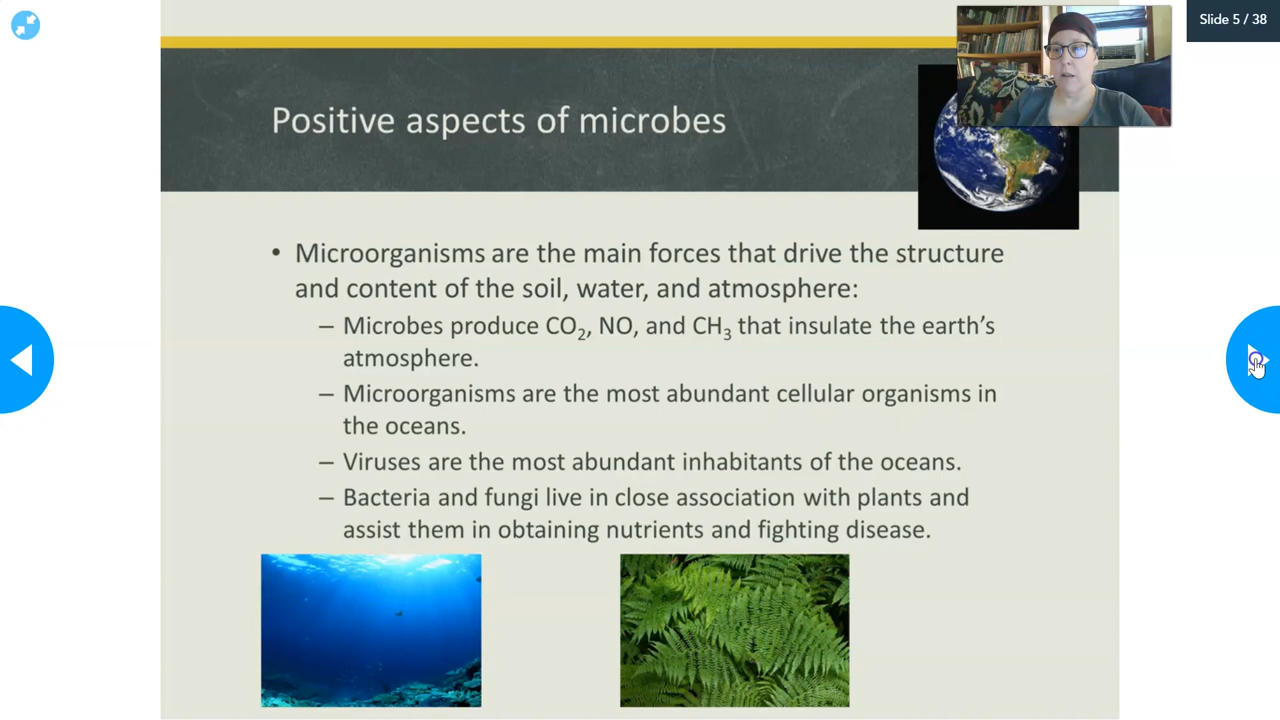 Slide 5 / 38
Positive aspects of microbes
• Microorganisms are the main forces that drive the structure
and content of the soil, water, and atmosphere:
– Microbes produce CO₂, NO, and CH₃ that insulate the earth's
atmosphere.
– Microorganisms are the most abundant cellular organisms in
the oceans.
– Viruses are the most abundant inhabitants of the oceans.
– Bacteria and fungi live in close association with plants and
assist them in obtaining nutrients and fighting disease.